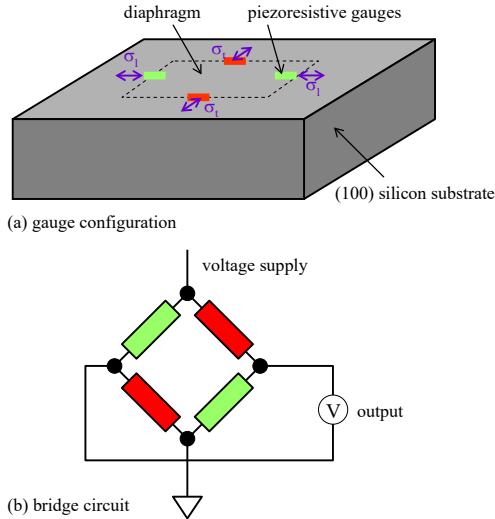 diaphragm piezoresistive gauges
σt
σl
σl
σt
(100) silicon substrate
(a) gauge configuration
voltage supply
V output
(b) bridge circuit